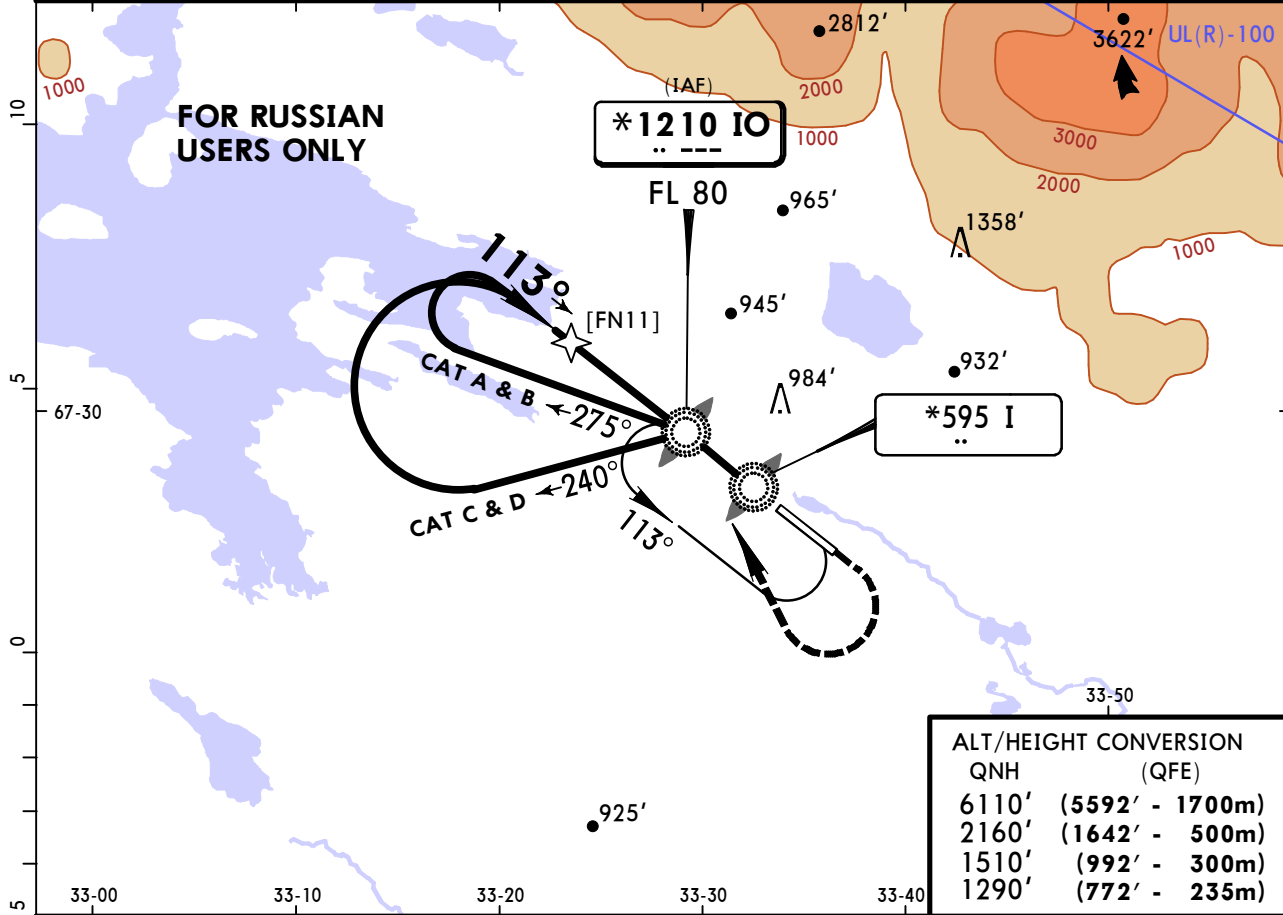 2812'
3622'
UL(R)-100
1000
2000
(IAF)
FOR RUSSIAN
USERS ONLY
*1210 IO
.. ---
1000
3000
10
2000
FL 80
965'
1358'
1000
113°
[FN11]
945'
932'
984'
CAT A & B
275°
5
67-30
*595 I
..
240°
CAT C & D
113°
0
33-50
ALT/HEIGHT CONVERSION
QNH (QFE)
6110' (5592' - 1700m)
2160' (1642' - 500m)
1510' (992' - 300m)
1290' (772' - 235m)
925'
5
33-00
33-10
33-20
33-30
33-40